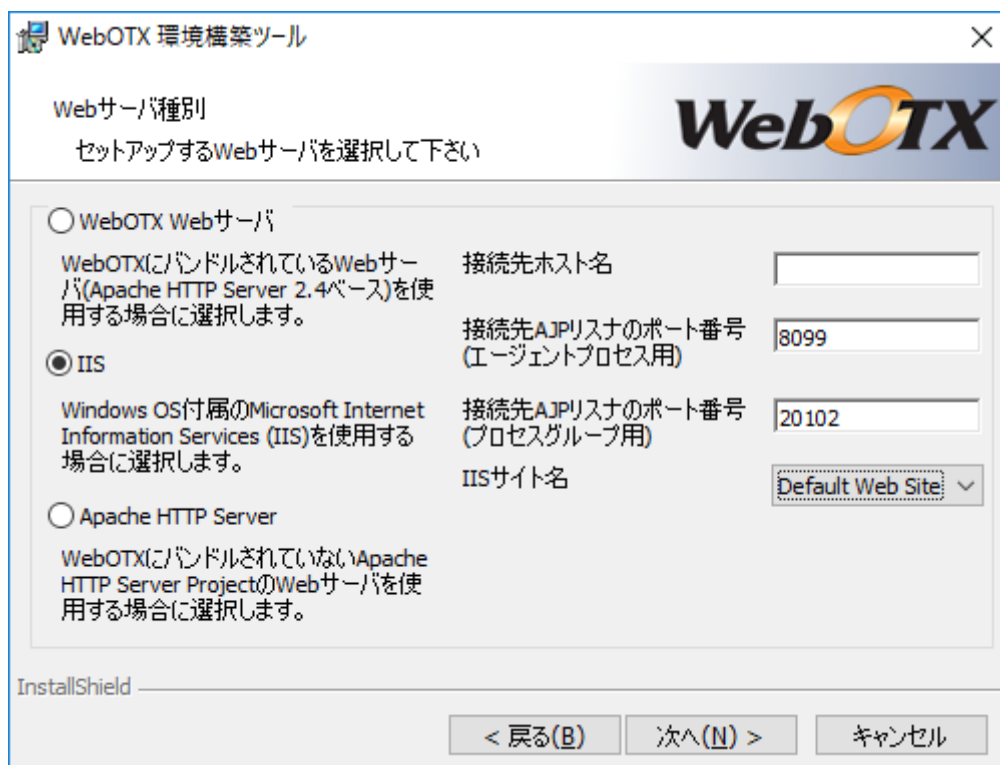 WebOTX 環境構築ツール
Webサーバ種別
セットアップするWebサーバを選択して下さい
WebOTX
WebOTX Webサーバ
WebOTXにバンドルされているWebサー
バ(Apache HTTP Server 2.4ベース)を使
用する場合に選択します。
IIS
Windows OS付属のMicrosoft Internet
Information Services (IIS)を使用する
場合に選択します。
Apache HTTP Server
WebOTXにバンドルされていないApache
HTTP Server ProjectのWebサーバを使
用する場合に選択します。
接続先ホスト名
接続先AJPリスナのポート番号
(エージェントプロセス用)
8099
接続先AJPリスナのポート番号
(プロセスグループ用)
20102
IISサイト名
Default Web Site
InstallShield
< 戻る(B)
次へ(N) >
キャンセル